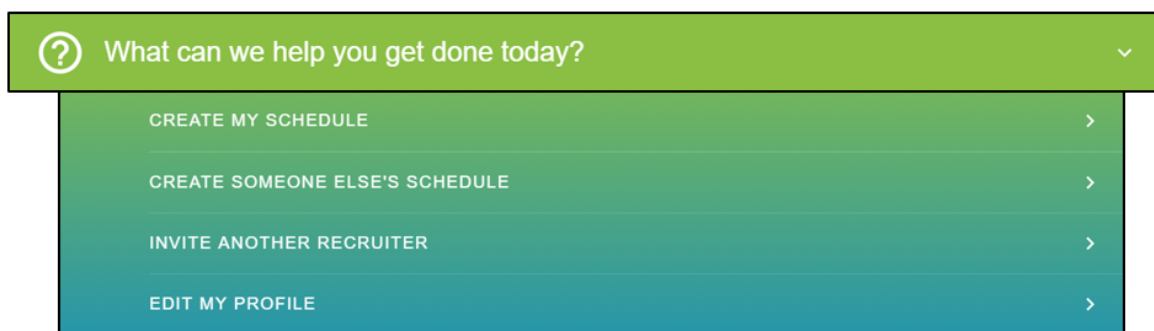 What can we help you get done today?
CREATE MY SCHEDULE
CREATE SOMEONE ELSE'S SCHEDULE
INVITE ANOTHER RECRUITER
EDIT MY PROFILE